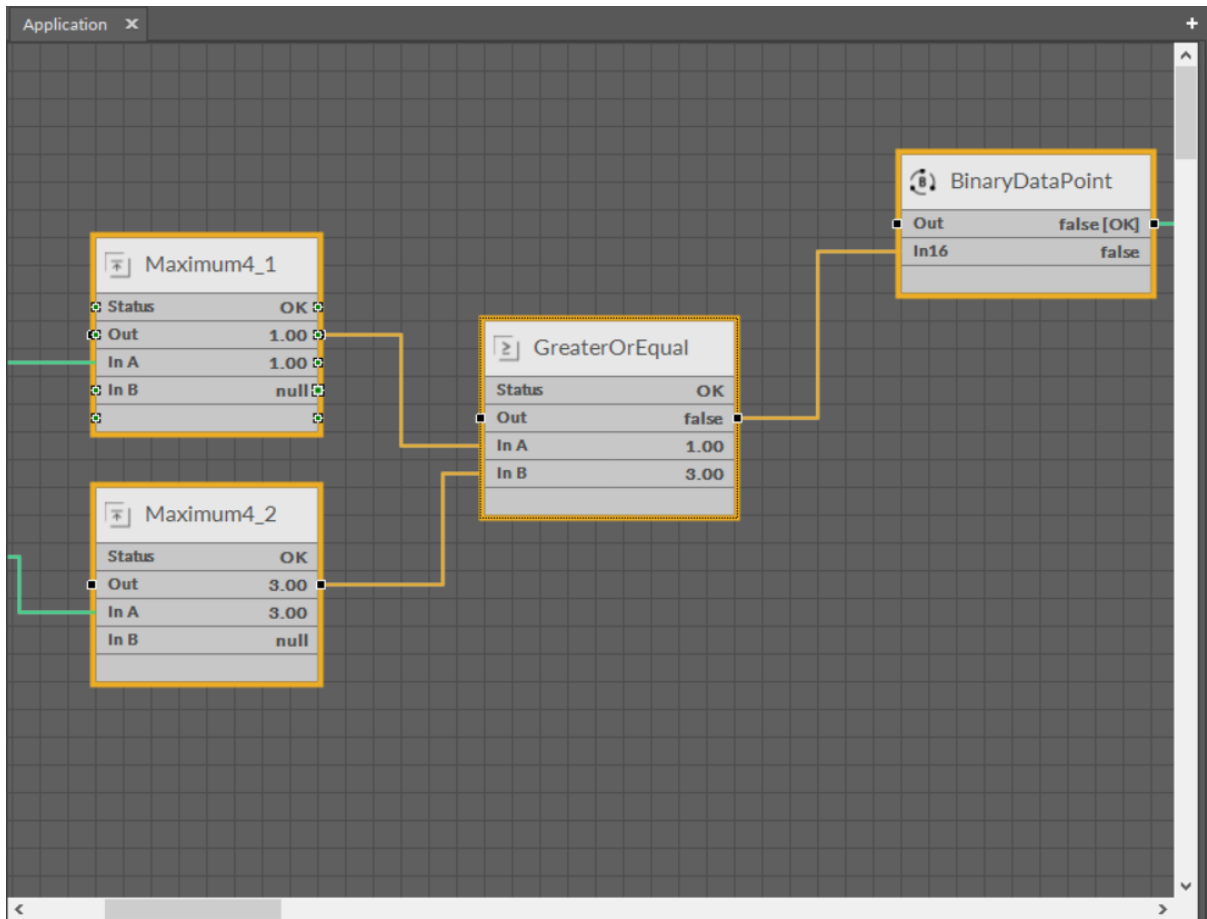 Application
BinaryDataPoint
Out false [OK]
In16 false
Maximum4_1
Status OK
Out 1.00
In A 1.00
In B null
GreaterOrEqual
Status OK
Out false
In A 1.00
In B 3.00
Maximum4_2
Status OK
Out 3.00
In A 3.00
In B null